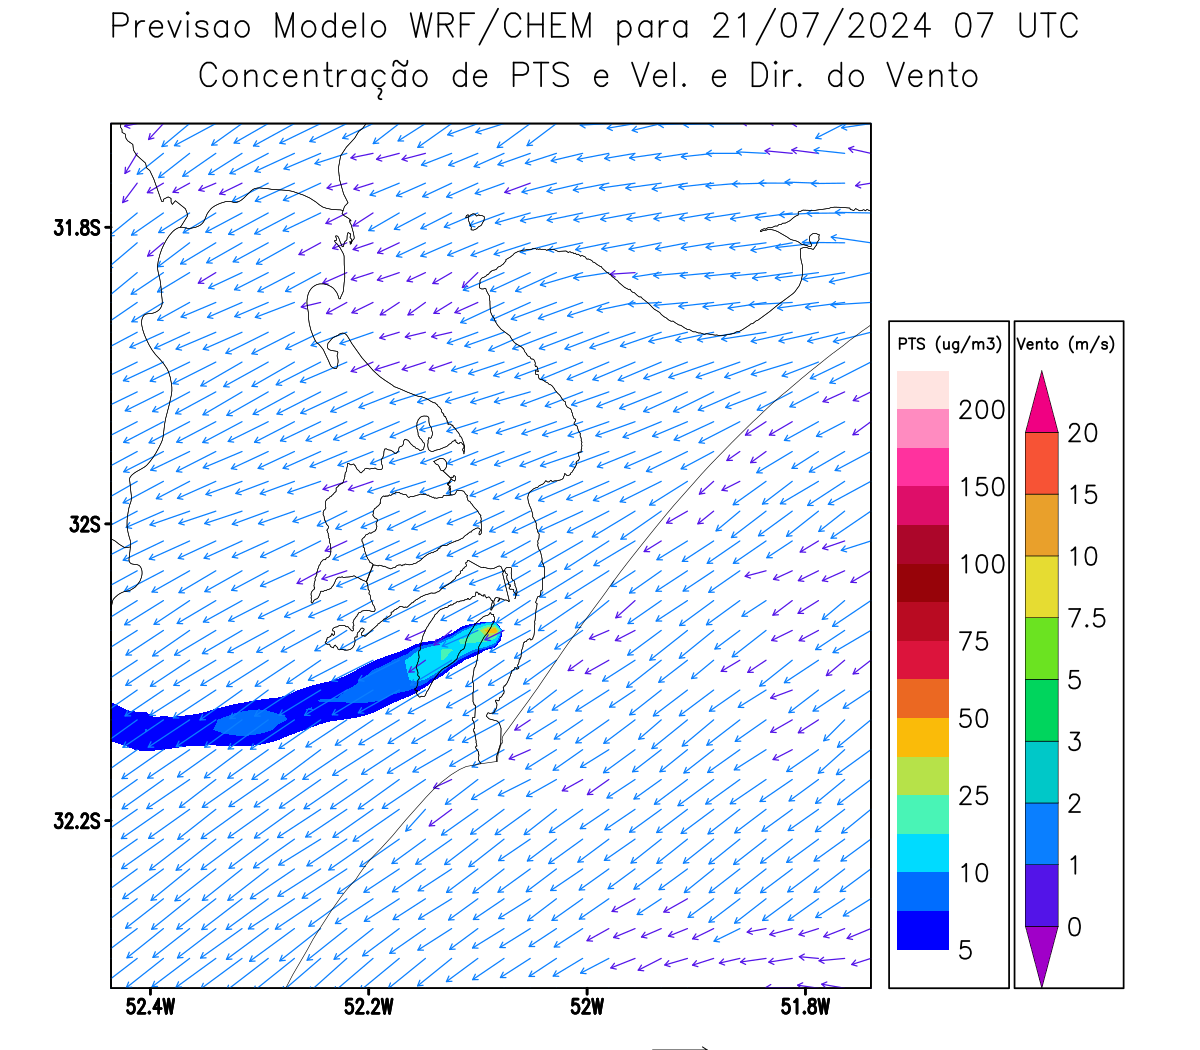 Previsao Modelo WRF/CHEM para 21/07/2024 07 UTC
Concentração de PTS e Vel. e Dir. do Vento
31.8S
32S
32.2S
52.4W
52.2W
52W
51.8W
PTS (ug/m3)
200
150
100
75
50
25
10
5
Vento (m/s)
20
15
10
7.5
5
3
2
1
0